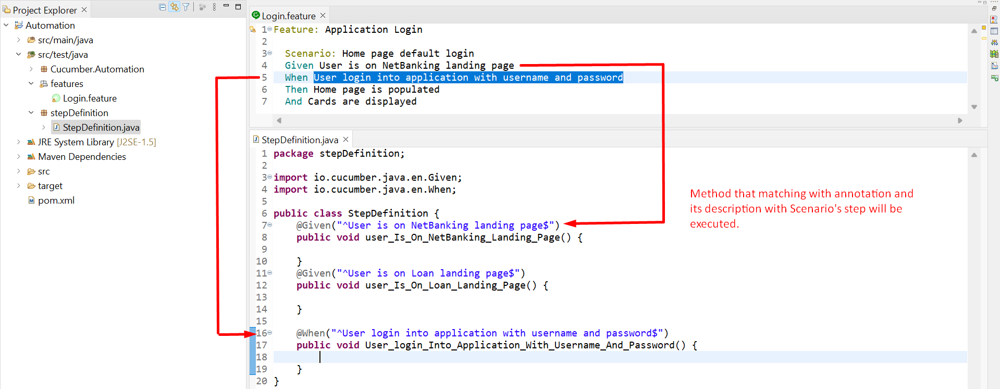 Project Explorer
Automation
src/main/java
src/test/java
Cucumber.Automation
features
Login.feature
stepDefinition
StepDefinition.java
JRE System Library [J2SE-1.5]
Maven Dependencies
src
target
pom.xml
Login.feature
1 Feature: Application Login
2
3 Scenario: Home page default login
4 Given User is on NetBanking landing page
5 When User login into application with username and password
6 Then Home page is populated
7 And Cards are displayed
StepDefinition.java
1 package stepDefinition;
2
3 import io.cucumber.java.en.Given;
4 import io.cucumber.java.en.When;
5
6 public class StepDefinition {
7 @Given("^User is on NetBanking landing page$")
8 public void user_Is_On_NetBanking_Landing_Page() {
9
10 }
11 @Given("^User is on Loan landing page$")
12 public void user_Is_On_Loan_Landing_Page() {
13
14 }
15
16 @When("^User login into application with username and password$")
17 public void User_login_Into_Application_With_Username_And_Password() {
18
19 }
20 }
Method that matching with annotation and
its description with Scenario's step will be
executed.